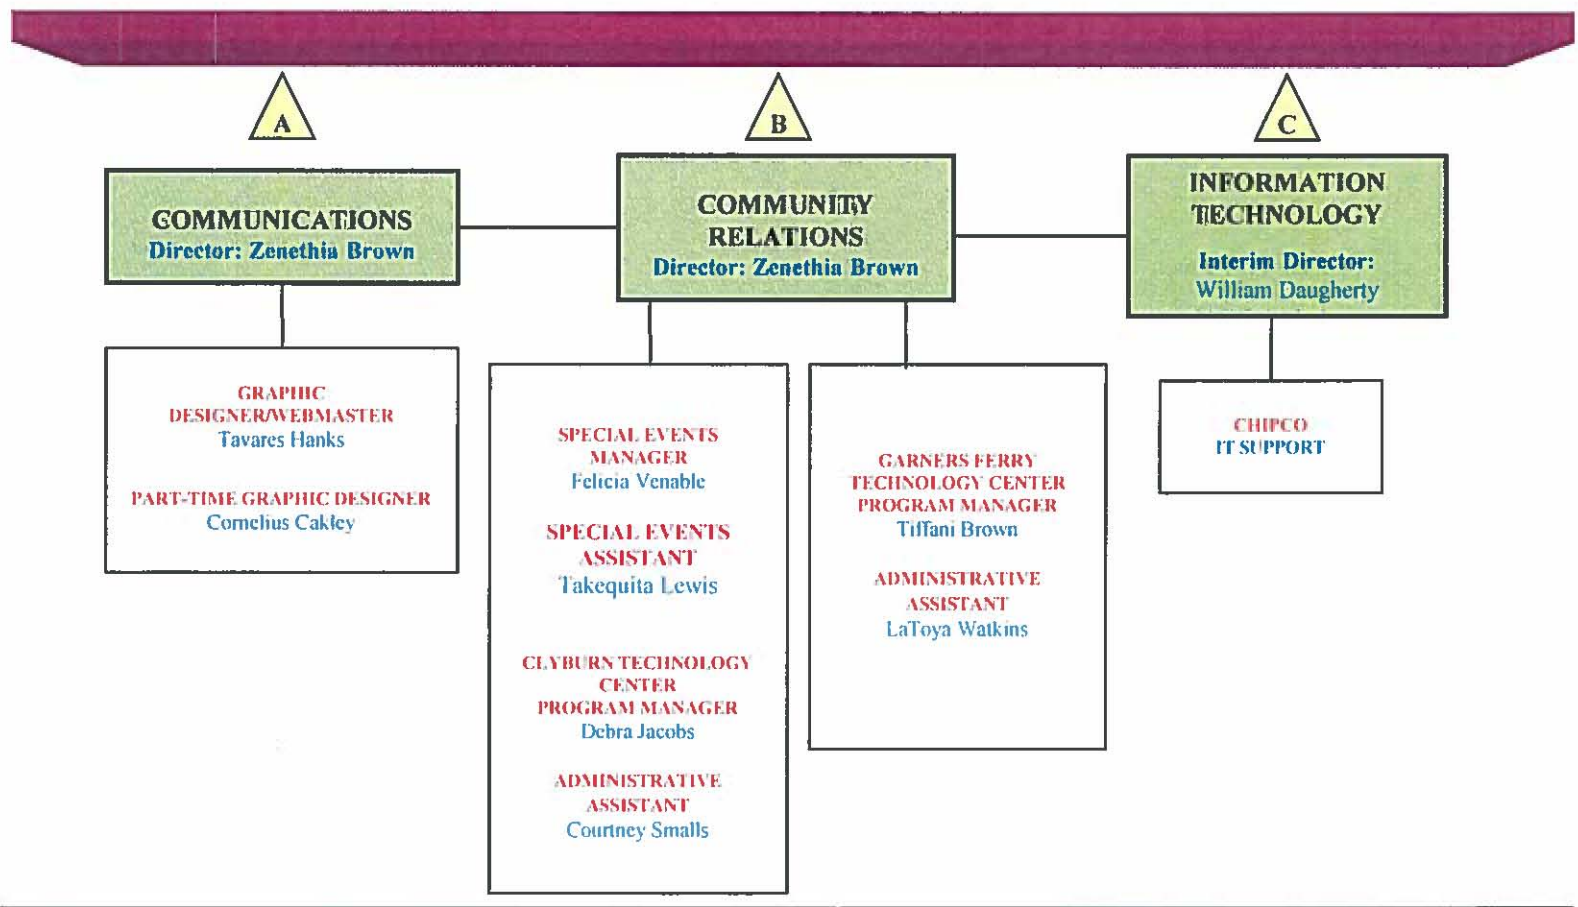 A
COMMUNICATIONS
Director: Zenethia Brown
GRAPHIC
DESIGNER/WEBMASTER
Tavares Hanks
PART-TIME GRAPHIC DESIGNER
Cornelius Cakley
B
COMMUNITY
RELATIONS
Director: Zenethia Brown
SPECIAL EVENTS
MANAGER
Felicia Venable
SPECIAL EVENTS
ASSISTANT
Takequita Lewis
CLYBURN TECHNOLOGY
CENTER
PROGRAM MANAGER
Debra Jacobs
ADMINISTRATIVE
ASSISTANT
Courtney Smalls
GARNERS FERRY
TECHNOLOGY CENTER
PROGRAM MANAGER
Tiffani Brown
ADMINISTRATIVE
ASSISTANT
LaToya Watkins
C
INFORMATION
TECHNOLOGY
Interim Director:
William Daugherty
CHIPCO
IT SUPPORT